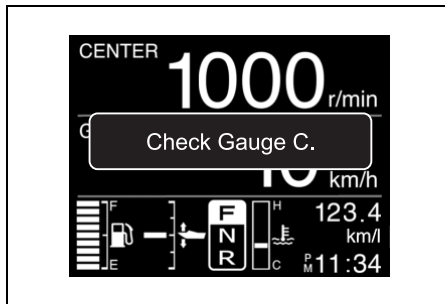 CENTER
1000 r/min
G
Check Gauge C.
km/h
F
E
F
N
R
H
C
123.4
km/l
PM 11:34